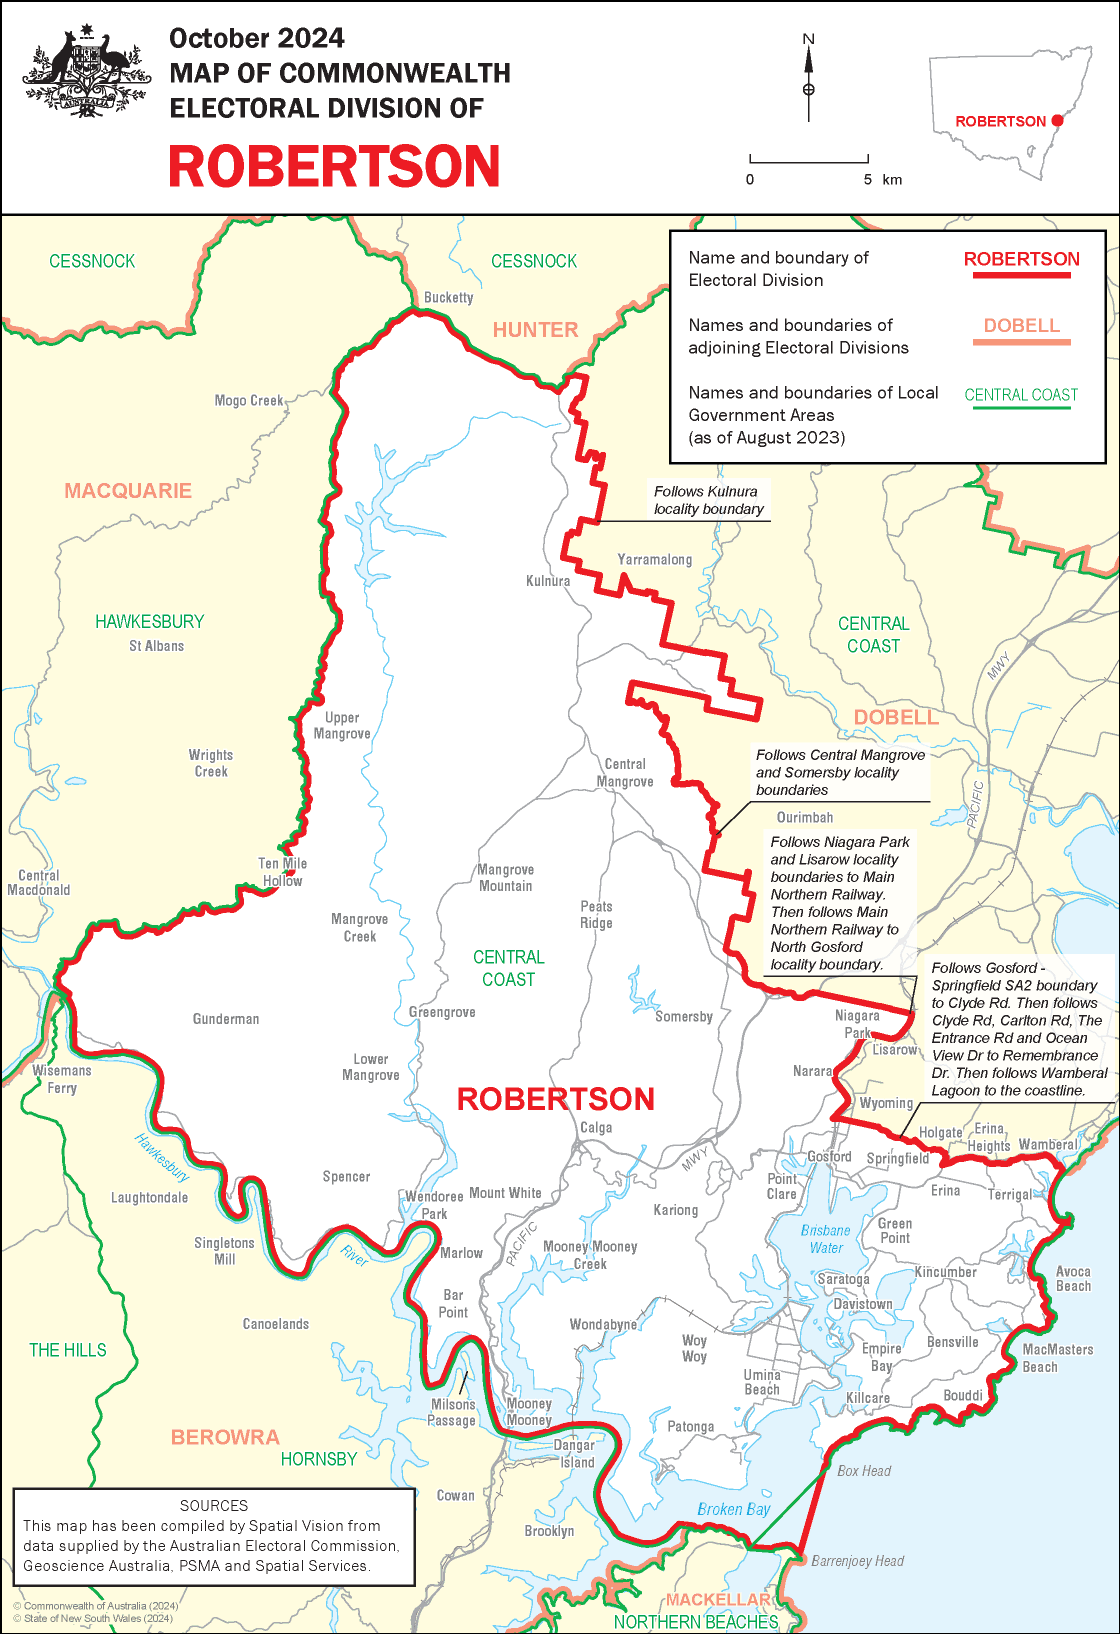 October 2024
MAP OF COMMONWEALTH
ELECTORAL DIVISION OF
ROBERTSON
AUSTRALIA
N
0 5 km
ROBERTSON
Name and boundary of
Electoral Division
ROBERTSON
Names and boundaries of
adjoining Electoral Divisions
DOBELL
Names and boundaries of Local
Government Areas
(as of August 2023)
CENTRAL COAST
CESSNOCK
CESSNOCK
Bucketty
HUNTER
Mogo Creek
MACQUARIE
Follows Kulnura
locality boundary
Yarramalong
Kulnura
HAWKESBURY
St Albans
CENTRAL
COAST
MWY
Upper
Mangrove
DOBELL
Wrights
Creek
Central
Mangrove
Follows Central Mangrove
and Somersby locality
boundaries
PACIFIC
Ourimbah
Follows Niagara Park
and Lisarow locality
boundaries to Main
Northern Railway.
Then follows Main
Northern Railway to
North Gosford
locality boundary.
Ten Mile
Hollow
Central
Macdonald
Mangrove
Mountain
Peats
Ridge
Mangrove
Creek
CENTRAL
COAST
Follows Gosford -
Springfield SA2 boundary
to Clyde Rd. Then follows
Clyde Rd, Carlton Rd, The
Entrance Rd and Ocean
View Dr to Remembrance
Dr. Then follows Wamberal
Lagoon to the coastline.
Gunderman
Greengrove
Somersby
Niagara
Park
Lisarow
Wisemans
Ferry
Lower
Mangrove
Narara
ROBERTSON
Wyoming
Calga
Holgate
Erina
Heights
Wamberal
Hawkesbury
MWY
Gosford
Springfield
Spencer
Point
Clare
Erina
Terrigal
Laughtondale
Wendoree
Park
Mount White
Kariong
Singletons
Mill
River
Marlow
PACIFIC
Mooney Mooney
Creek
Brisbane
Water
Green
Point
Saratoga
Kincumber
Avoca
Beach
Bar
Point
Davistown
Canoelands
Wondabyne
Woy
Woy
Empire
Bay
Bensville
MacMasters
Beach
THE HILLS
Umina
Beach
Killcare
Bouddi
Milsons
Passage
Mooney
Mooney
Patonga
BEROWRA
HORNSBY
Dangar
Island
Box Head
Cowan
Broken Bay
Brooklyn
Barrenjoey Head
MACKELLAR
NORTHERN BEACHES
SOURCES
This map has been compiled by Spatial Vision from
data supplied by the Australian Electoral Commission,
Geoscience Australia, PSMA and Spatial Services.
© Commonwealth of Australia (2024)
© State of New South Wales (2024)